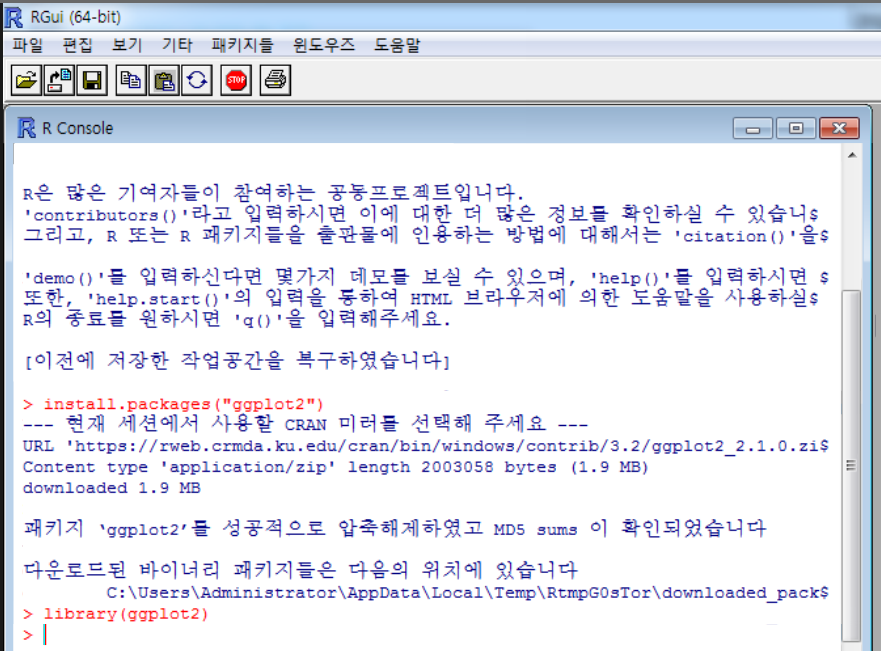 RGui (64-bit)
파일 편집 보기 기타 패키지들 윈도우즈 도움말
STOP
R Console
R은 많은 기여자들이 참여하는 공동프로젝트입니다.
'contributors()'라고 입력하시면 이에 대한 더 많은 정보를 확인하실 수 있습니$
그리고, R 또는 R 패키지들을 출판물에 인용하는 방법에 대해서는 'citation()'을$
'demo()'를 입력하신다면 몇가지 데모를 보실 수 있으며, 'help()'를 입력하시면 $
또한, 'help.start()'의 입력을 통하여 HTML 브라우저에 의한 도움말을 사용하실$
R의 종료를 원하시면 'q()'을 입력해주세요.
[이전에 저장한 작업공간을 복구하였습니다]
> install.packages("ggplot2")
--- 현재 세션에서 사용할 CRAN 미러를 선택해 주세요 ---
URL 'https://rweb.crmda.ku.edu/cran/bin/windows/contrib/3.2/ggplot2_2.1.0.zi$
Content type 'application/zip' length 2003058 bytes (1.9 MB)
downloaded 1.9 MB
패키지 ‘ggplot2’를 성공적으로 압축해제하였고 MD5 sums 이 확인되었습니다
다운로드된 바이너리 패키지들은 다음의 위치에 있습니다
C:\Users\Administrator\AppData\Local\Temp\RtmpG0sTor\downloaded_pack$
> library(ggplot2)
>